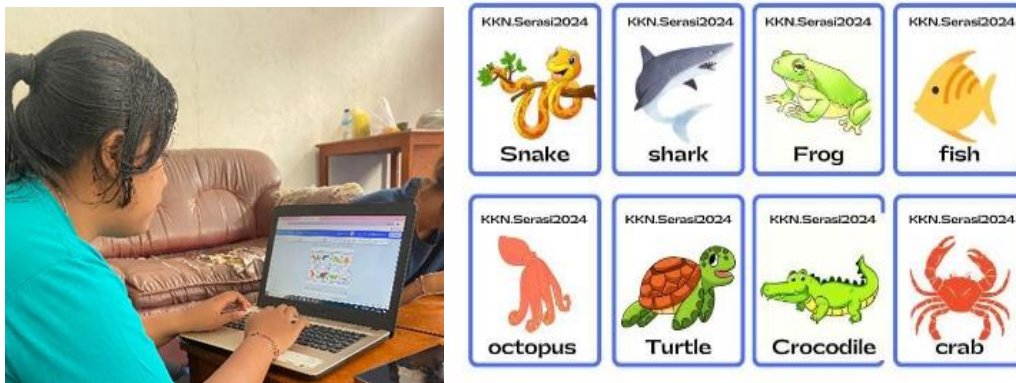 KKN.Serasi2024 KKN.Serasi2024 KKN.Serasi2024 KKN.Serasi2024
Snake shark Frog fish
KKN.Serasi2024 KKN.Serasi2024 KKN.Serasi2024 KKN.Serasi2024
octopus Turtle Crocodile crab